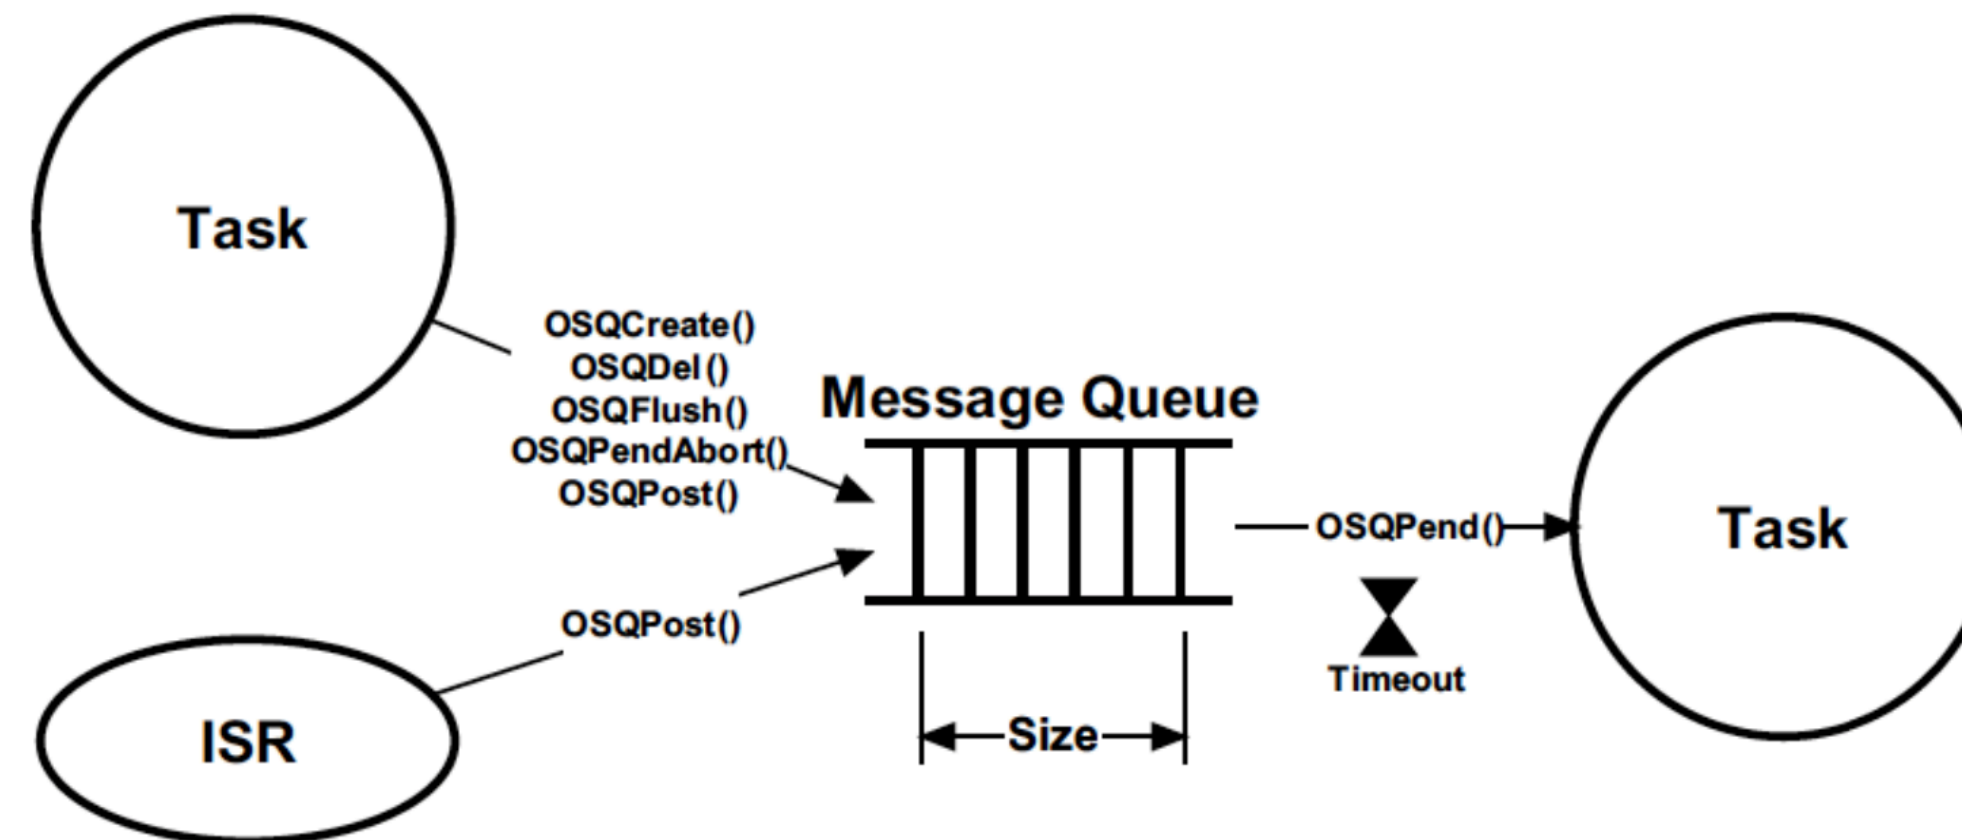 Task
OSQCreate()
OSQDel()
OSQFlush()
OSQPendAbort()
OSQPost()
Message Queue
OSQPend()
Task
Timeout
OSQPost()
ISR
Size